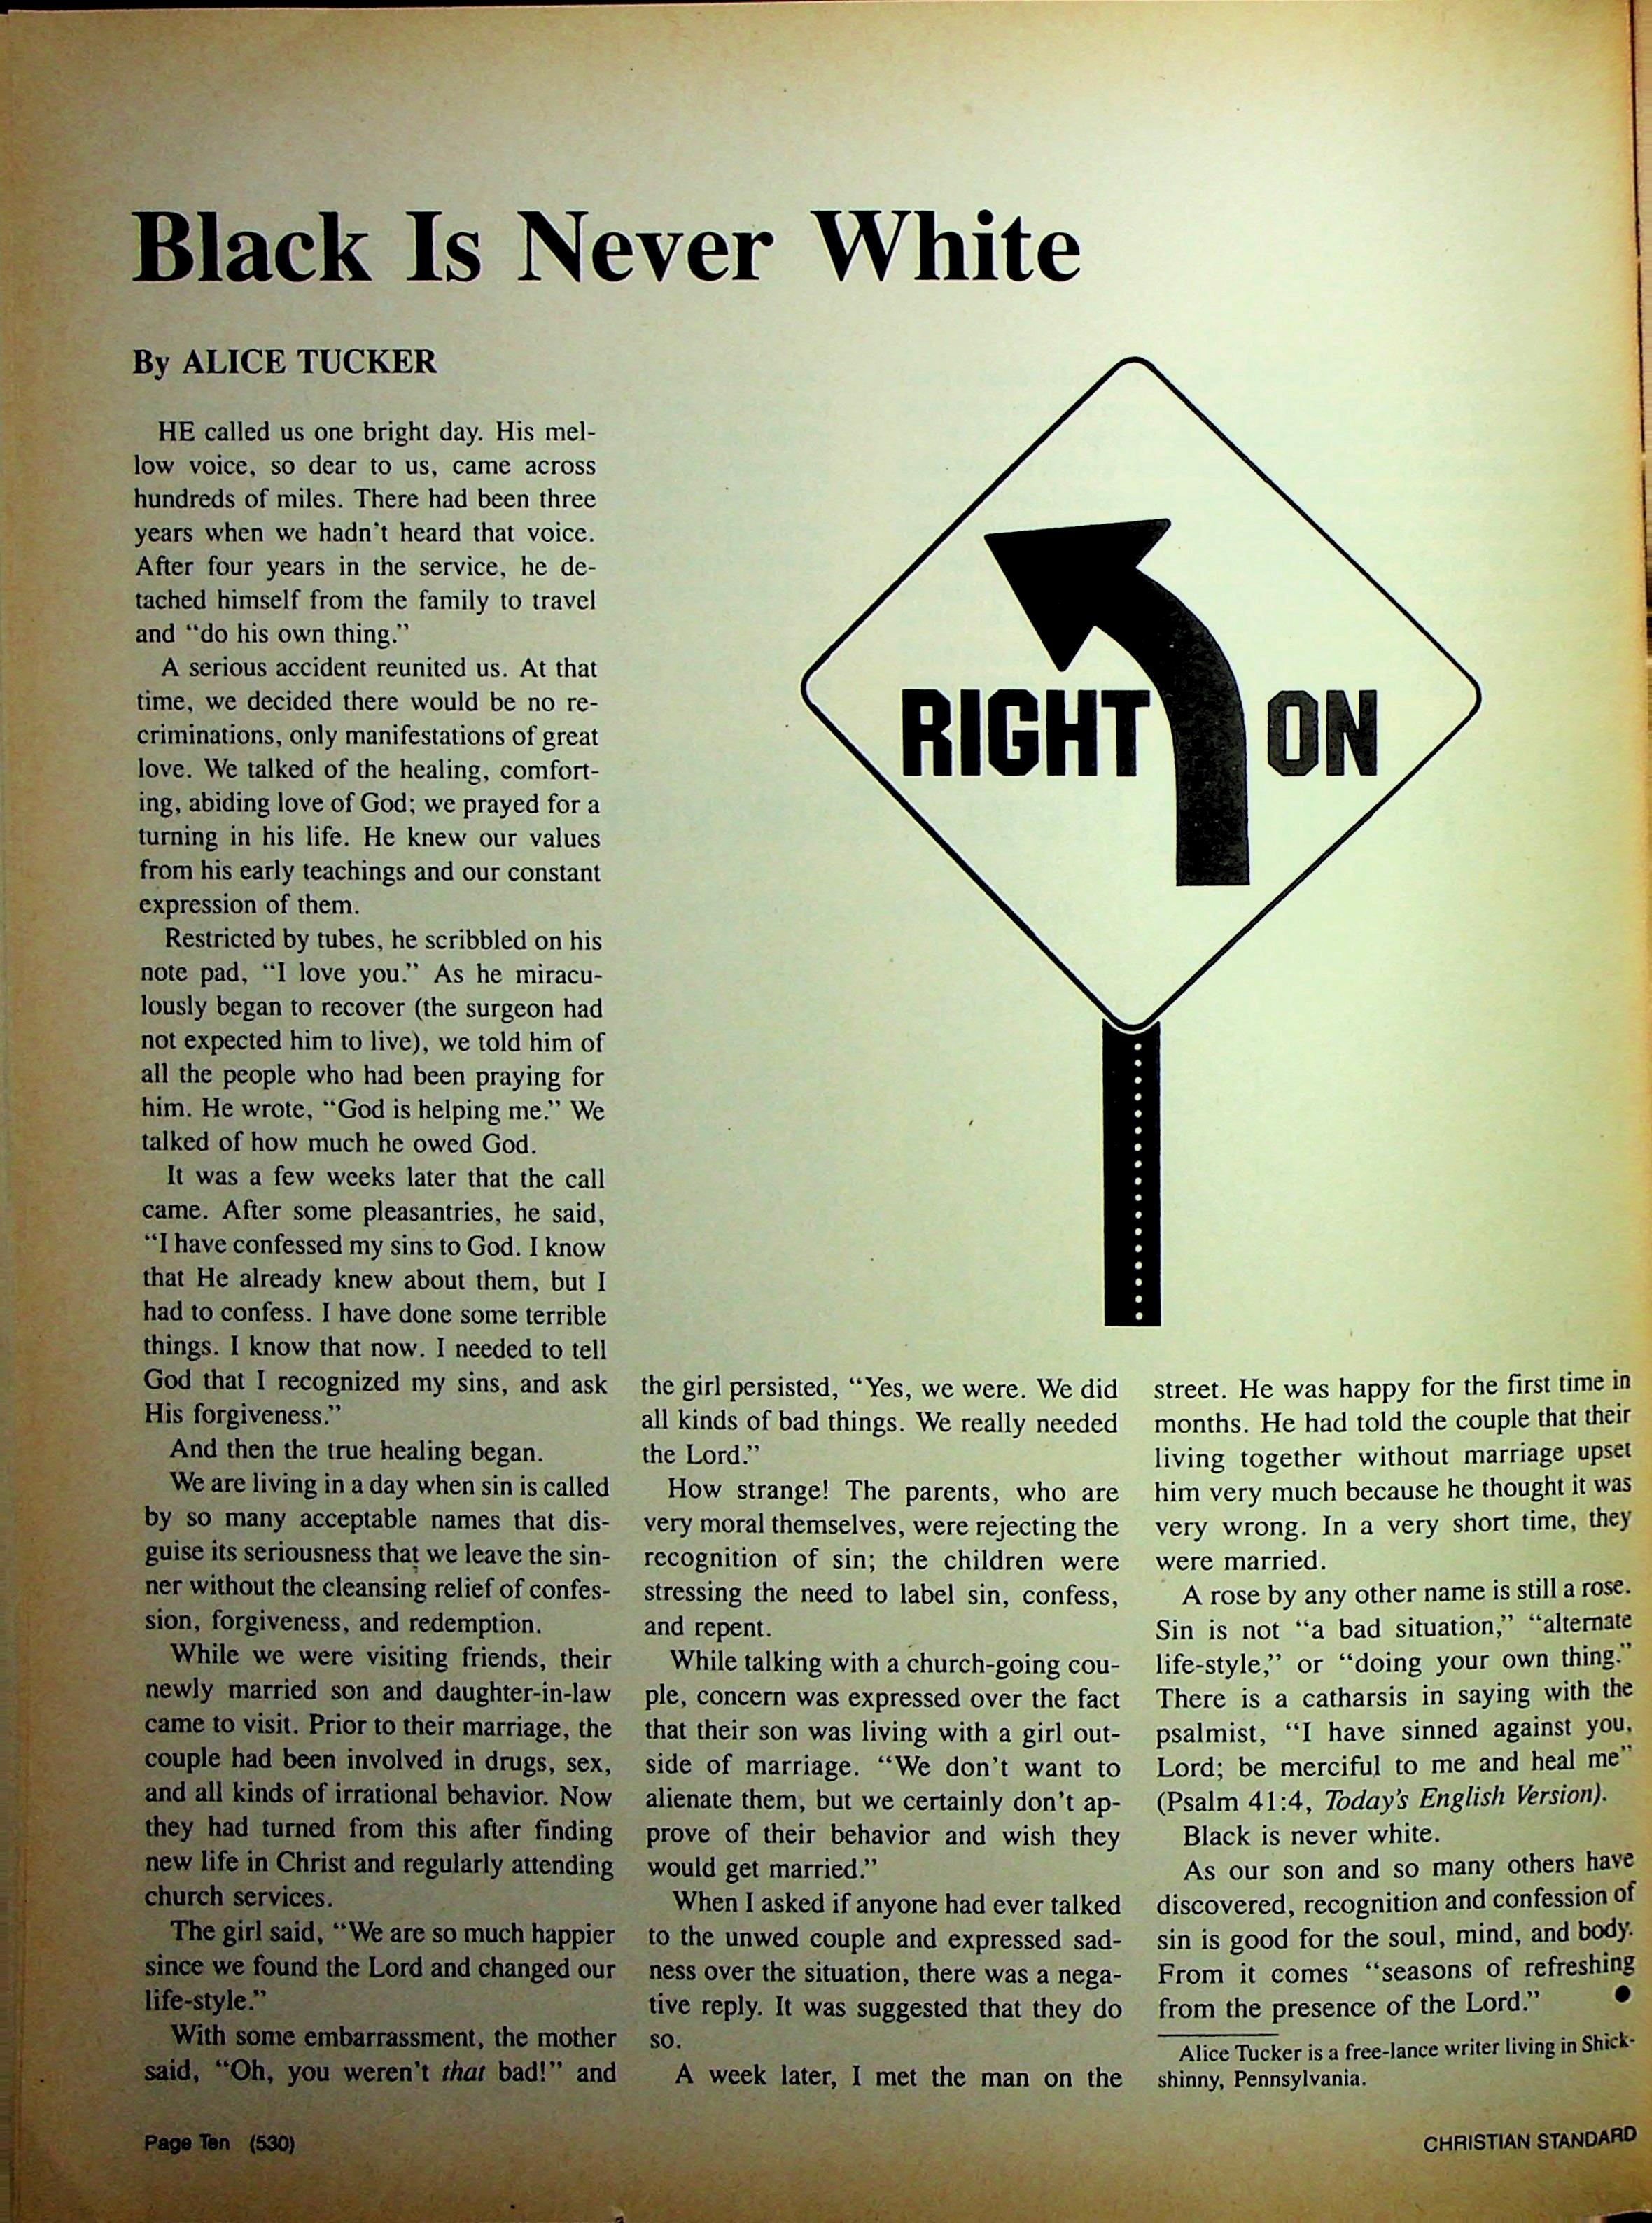 Black Is Never White
By ALICE TUCKER
HE called us one bright day. His mel-
low voice, so dear to us, came across
hundreds of miles. There had been three
years when we hadn't heard that voice.
After four years in the service, he de-
tached himself from the family to travel
and “do his own thing.”
A serious accident reunited us. At that
time, we decided there would be no re-
criminations, only manifestations of great
love. We talked of the healing, comfort-
ing, abiding love of God; we prayed for a
turning in his life. He knew our values
from his early teachings and our constant
expression of them.
Restricted by tubes, he scribbled on his
note pad, “I love you.” As he miracu-
lously began to recover (the surgeon had
not expected him to live), we told him of
all the people who had been praying for
him. He wrote, “God is helping me.” We
talked of how much he owed God.
It was a few weeks later that the call
came. After some pleasantries, he said,
“I have confessed my sins to God. I know
that He already knew about them, but I
had to confess. I have done some terrible
things. I know that now. I needed to tell
God that I recognized my sins, and ask
His forgiveness.”
And then the true healing began.
We are living in a day when sin is called
by so many acceptable names that dis-
guise its seriousness that we leave the sin-
ner without the cleansing relief of confes-
sion, forgiveness, and redemption.
While we were visiting friends, their
newly married son and daughter-in-law
came to visit. Prior to their marriage, the
couple had been involved in drugs, sex,
and all kinds of irrational behavior. Now
they had turned from this after finding
new life in Christ and regularly attending
church services.
The girl said, “We are so much happier
since we found the Lord and changed our
life-style.”
With some embarrassment, the mother
said, “Oh, you weren't that bad!” and
RIGHT ON
the girl persisted, “Yes, we were. We did
all kinds of bad things. We really needed
the Lord.”
How strange! The parents, who are
very moral themselves, were rejecting the
recognition of sin; the children were
stressing the need to label sin, confess,
and repent.
While talking with a church-going cou-
ple, concern was expressed over the fact
that their son was living with a girl out-
side of marriage. “We don't want to
alienate them, but we certainly don't ap-
prove of their behavior and wish they
would get married.”
When I asked if anyone had ever talked
to the unwed couple and expressed sad-
ness over the situation, there was a nega-
tive reply. It was suggested that they do
so.
A week later, I met the man on the
street. He was happy for the first time in
months. He had told the couple that their
living together without marriage upset
him very much because he thought it was
very wrong. In a very short time, they
were married.
A rose by any other name is still a rose.
Sin is not “a bad situation,” “alternate
life-style,” or “doing your own thing.”
There is a catharsis in saying with the
psalmist, “I have sinned against you,
Lord; be merciful to me and heal me”
(Psalm 41:4, Today's English Version).
Black is never white.
As our son and so many others have
discovered, recognition and confession of
sin is good for the soul, mind, and body.
From it comes “seasons of refreshing
from the presence of the Lord.” ●
Alice Tucker is a free-lance writer living in Shick-
shinny, Pennsylvania.
Page Ten (530)
CHRISTIAN STANDARD